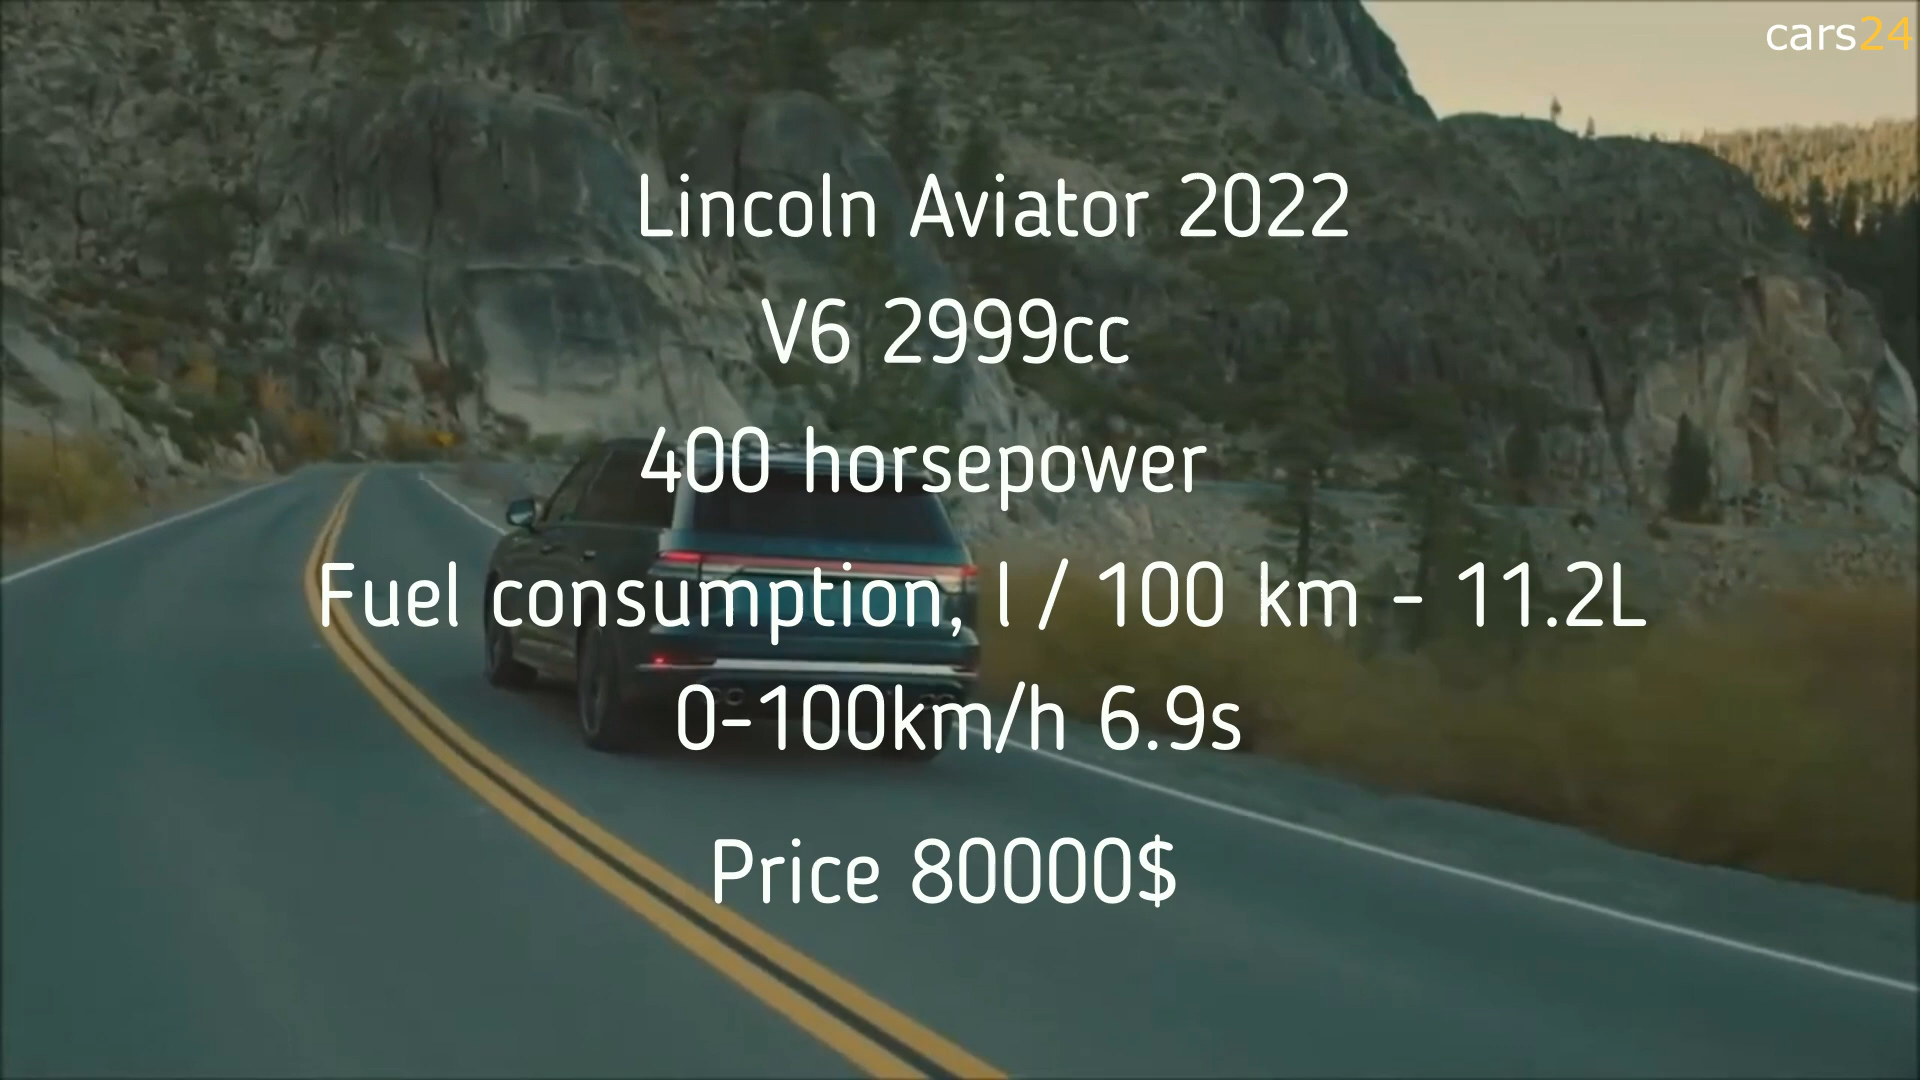 cars24
Lincoln Aviator 2022
V6 2999cc
400 horsepower
Fuel consumption, l / 100 km - 11.2L
0-100km/h 6.9s
Price 80000$